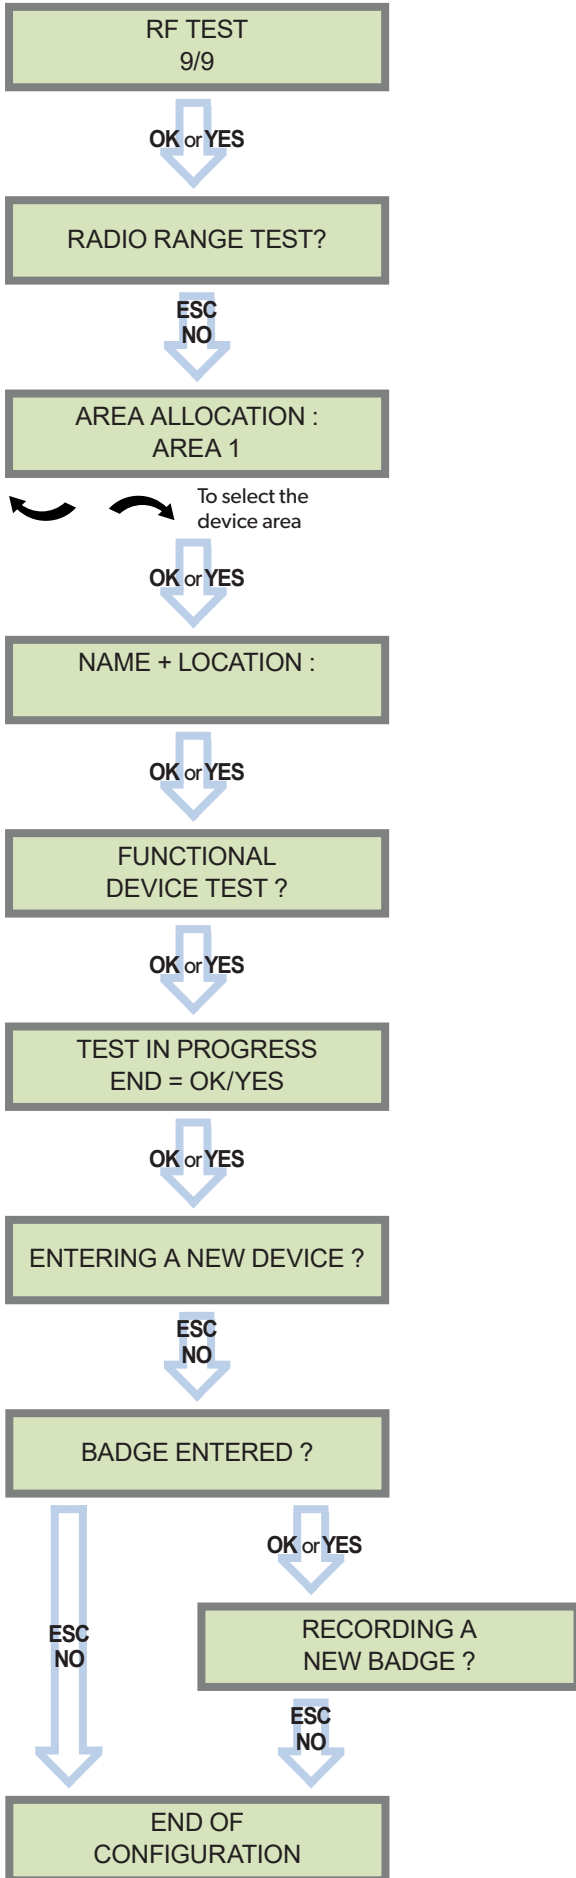 RF TEST
9/9
OK or YES
RADIO RANGE TEST?
ESC
NO
AREA ALLOCATION :
AREA 1
To select the
device area
OK or YES
NAME + LOCATION :
OK or YES
FUNCTIONAL
DEVICE TEST ?
OK or YES
TEST IN PROGRESS
END = OK/YES
OK or YES
ENTERING A NEW DEVICE ?
ESC
NO
BADGE ENTERED ?
OK or YES
ESC
NO
RECORDING A
NEW BADGE ?
ESC
NO
END OF
CONFIGURATION